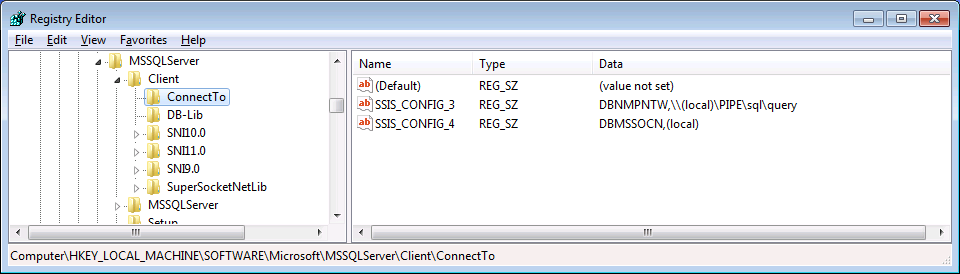 Registry Editor
File Edit View Favorites Help
MSSQLServer
Client
ConnectTo
DB-Lib
SNI10.0
SNI11.0
SNI9.0
SuperSocketNetLib
MSSQLServer
Setup
Name Type Data
(Default) REG_SZ (value not set)
SSIS_CONFIG_3 REG_SZ DBNMPNTW,\\(local)\PIPE\sql\query
SSIS_CONFIG_4 REG_SZ DBMSSOCN,(local)
Computer\HKEY_LOCAL_MACHINE\SOFTWARE\Microsoft\MSSQLServer\Client\ConnectTo